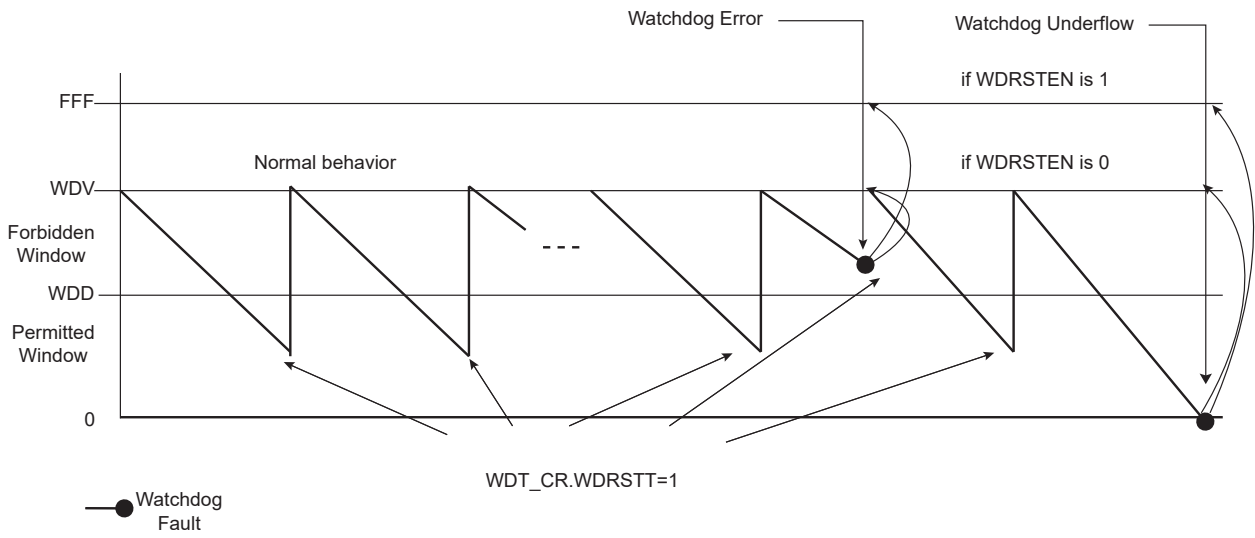 Watchdog Error
Watchdog Underflow
if WDRSTEN is 1
FFF
Normal behavior
if WDRSTEN is 0
WDV
Forbidden
Window
WDD
Permitted
Window
0
WDT_CR.WDRSTT=1
Watchdog
Fault